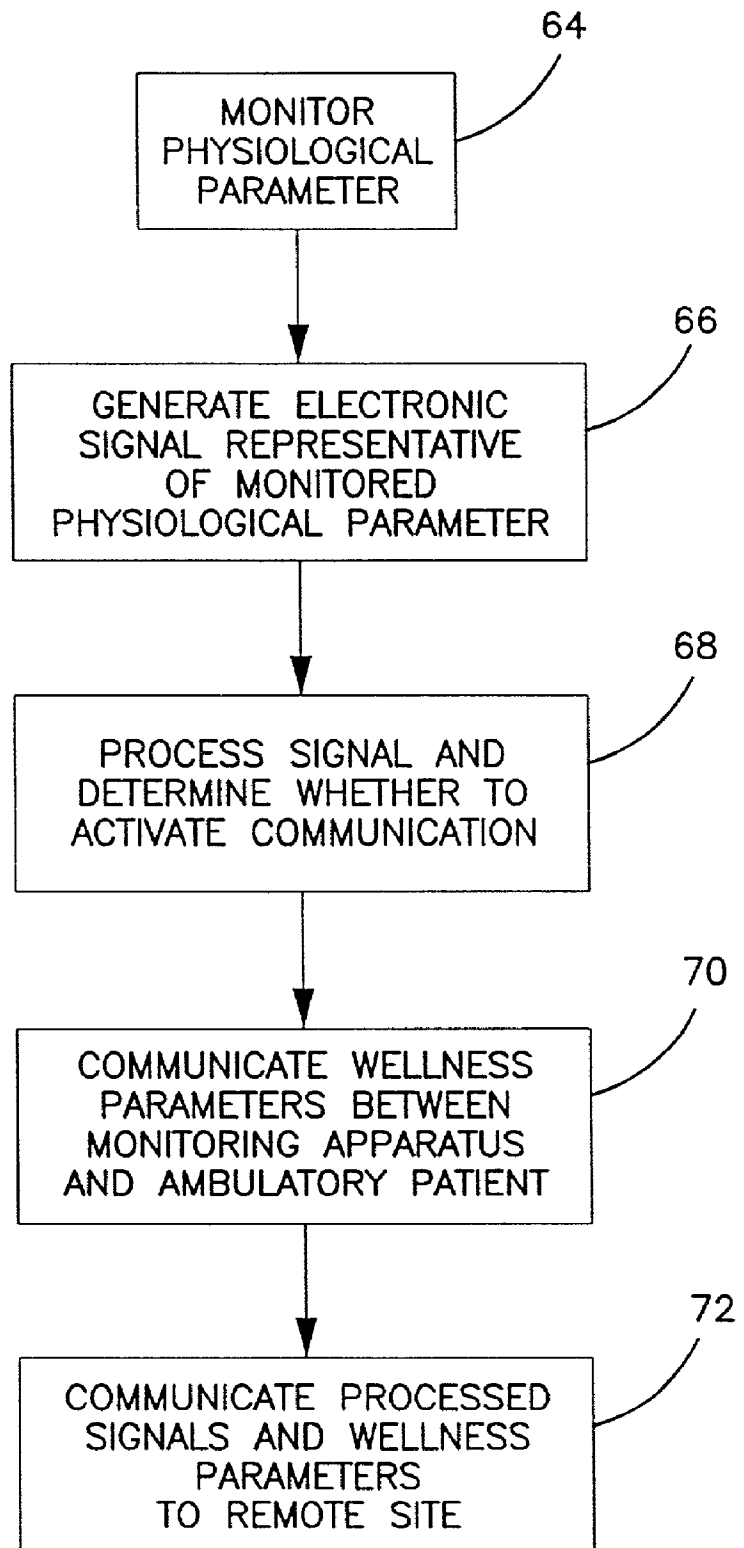 64
MONITOR
PHYSIOLOGICAL
PARAMETER
66
GENERATE ELECTRONIC
SIGNAL REPRESENTATIVE
OF MONITORED
PHYSIOLOGICAL PARAMETER
68
PROCESS SIGNAL AND
DETERMINE WHETHER TO
ACTIVATE COMMUNICATION
70
COMMUNICATE WELLNESS
PARAMETERS BETWEEN
MONITORING APPARATUS
AND AMBULATORY PATIENT
72
COMMUNICATE PROCESSED
SIGNALS AND WELLNESS
PARAMETERS
TO REMOTE SITE